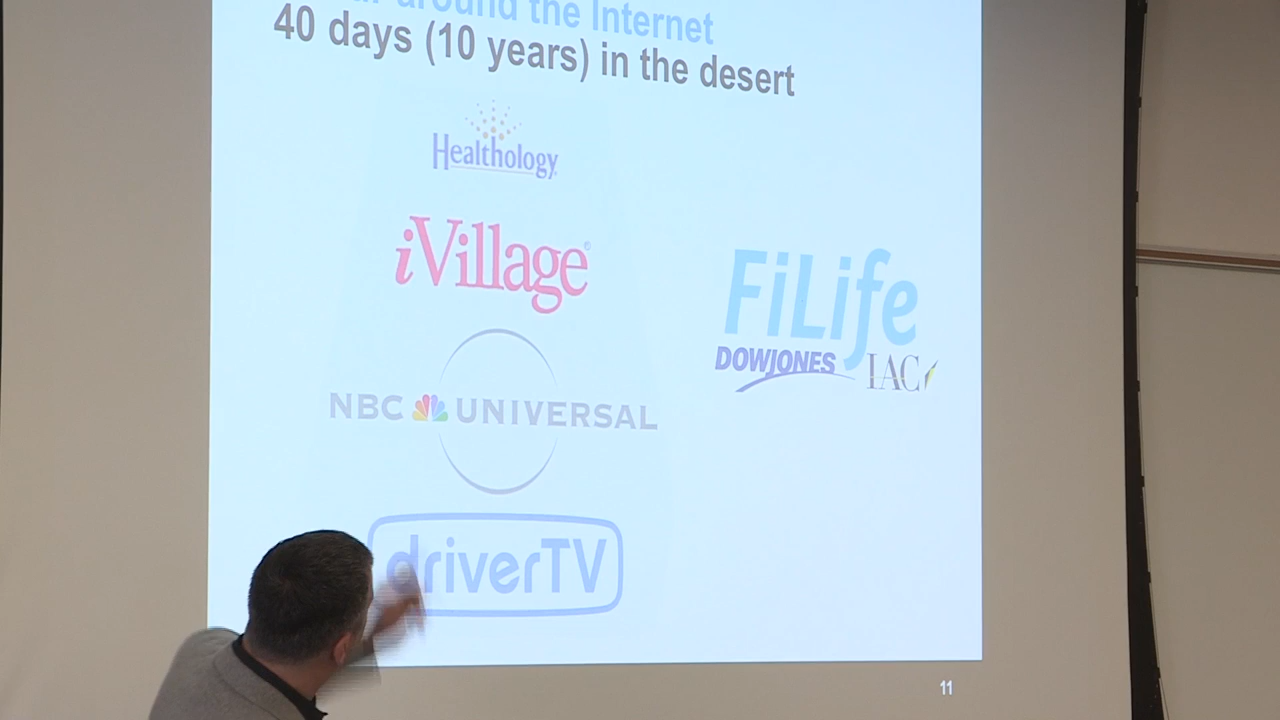 around the Internet
40 days (10 years) in the desert
Healthology
iVillage
FiLife
DOWJONES IAC
NBC UNIVERSAL
driverTV
11